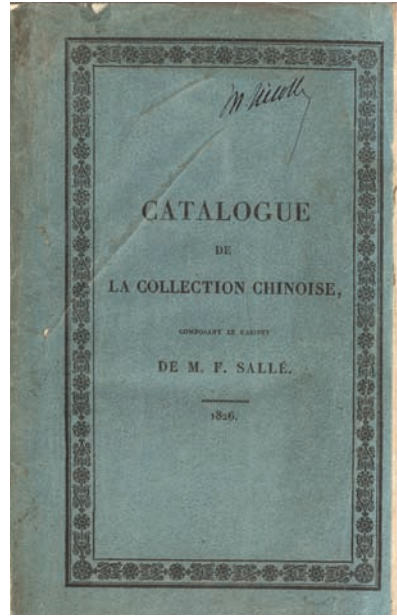 CATALOGUE
DE
LA COLLECTION CHINOISE,
COMPOSANT LE CABINET
DE M. F. SALLÉ.
1826.